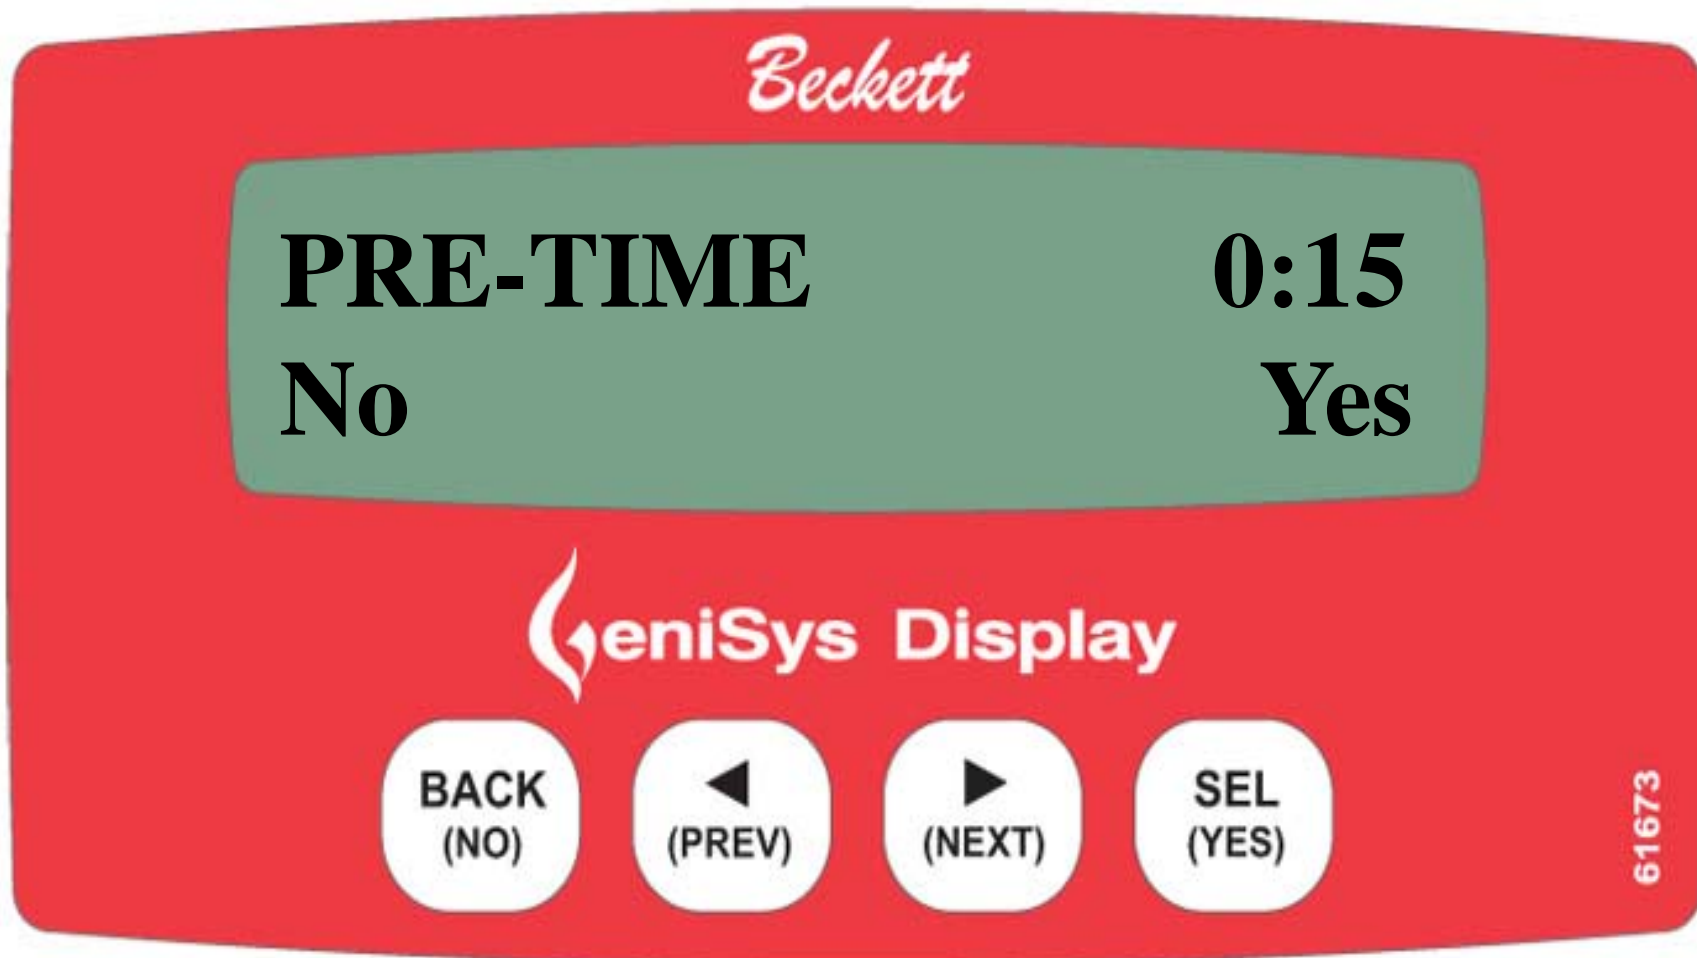 Beckett
PRE-TIME 0:15
No Yes
GeniSys Display
BACK ◀ ▶ SEL
(NO) (PREV) (NEXT) (YES)
61673